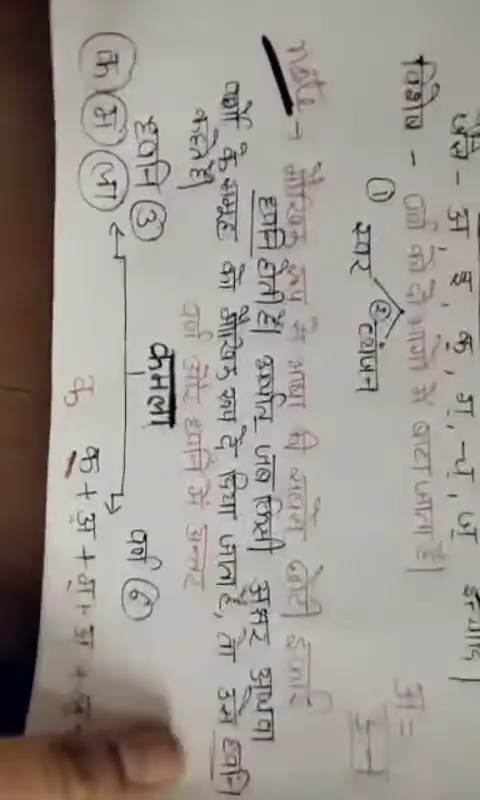 जैसे - अ, इ, क्, ग्, च्, ज् इत्यादि।
विशेष - वर्ण को दो भागों में बांटा जाता है।
① स्वर ② व्यंजन
अ =
note - मौखिक रूप में भाषा की सबसे छोटी इकाई
ध्वनि होती है। अर्थात् जब किसी अक्षर अथवा
वर्णों के समूह को मौखिक रूप दे दिया जाता है, तो उसे ध्वनि
कहते हैं।
वर्ण और ध्वनि में अन्तर
कमला
ध्वनि ③ वर्ण ⑥
क म ला क्
क् + अ + म् + अ + ल्